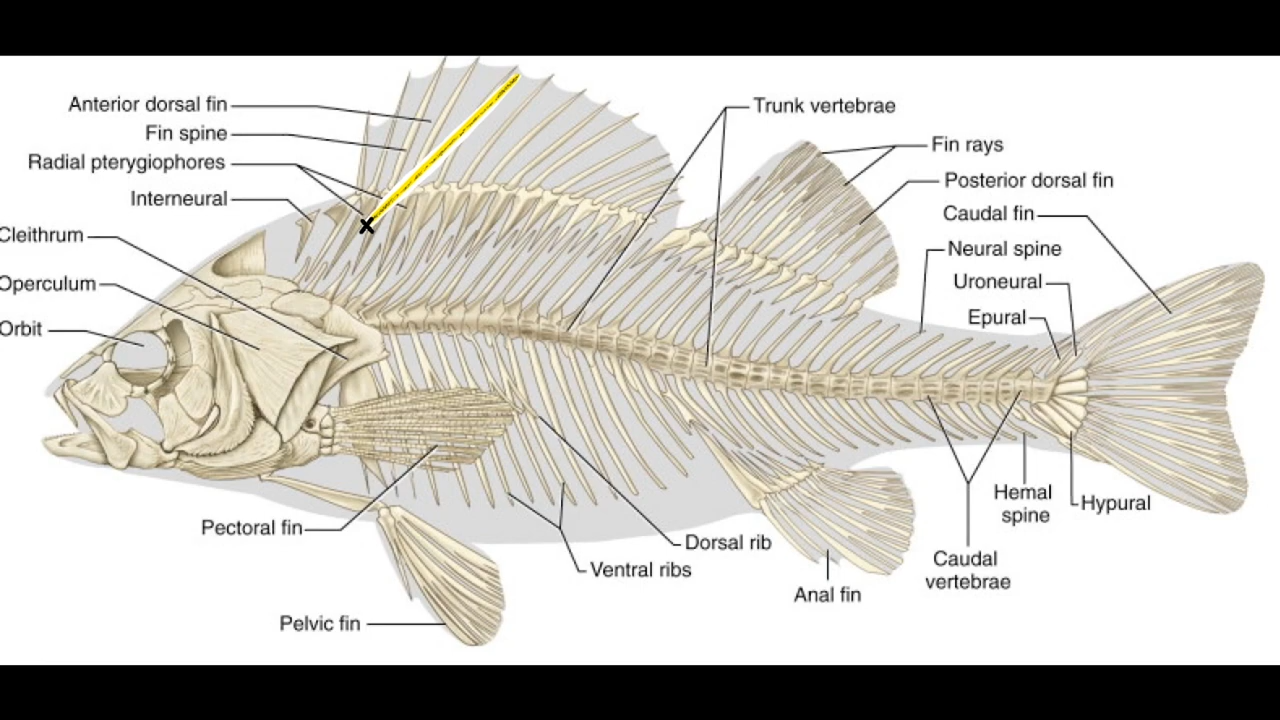 Anterior dorsal fin
Fin spine
Radial pterygiophores
Interneural
Cleithrum
Operculum
Orbit
Trunk vertebrae
Fin rays
Posterior dorsal fin
Caudal fin
Neural spine
Uroneural
Epural
Pectoral fin
Pelvic fin
Ventral ribs
Dorsal rib
Anal fin
Caudal
vertebrae
Hemal
spine
Hypural